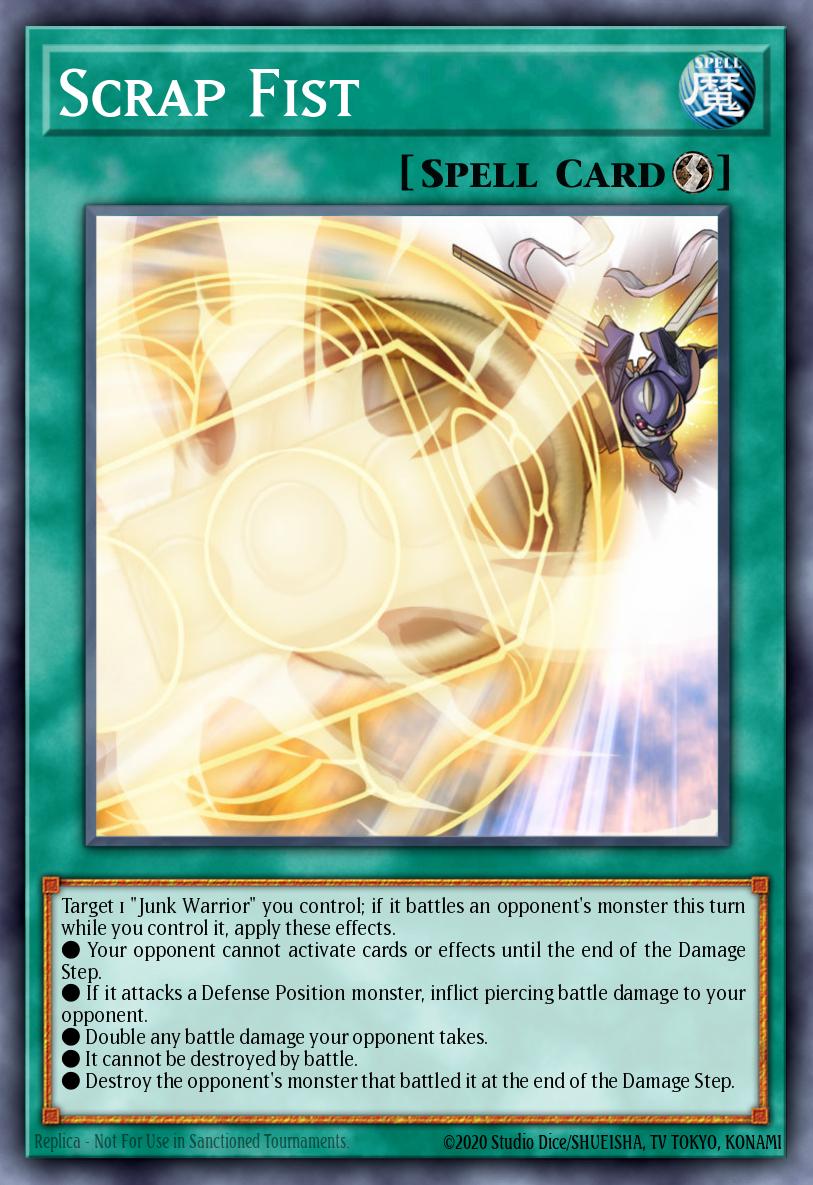 Scrap Fist
SPELL
魔
[Spell Card]
Target 1 "Junk Warrior" you control; if it battles an opponent's monster this turn
while you control it, apply these effects.
● Your opponent cannot activate cards or effects until the end of the Damage
Step.
● If it attacks a Defense Position monster, inflict piercing battle damage to your
opponent.
● Double any battle damage your opponent takes.
● It cannot be destroyed by battle.
● Destroy the opponent's monster that battled it at the end of the Damage Step.
Replica - Not For Use in Sanctioned Tournaments.
©2020 Studio Dice/SHUEISHA, TV TOKYO, KONAMI